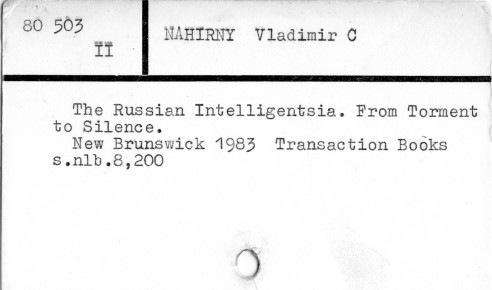 80 503
II
NAHIRNY Vladimir C
The Russian Intelligentsia. From Torment
to Silence.
New Brunswick 1983 Transaction Books
s.nlb.8,200